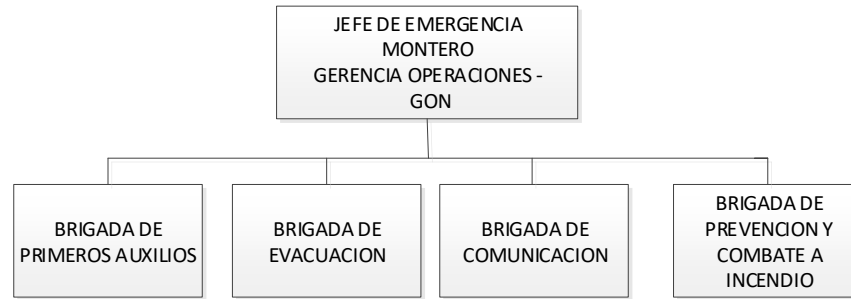 JEFE DE EMERGENCIA
MONTERO
GERENCIA OPERACIONES -
GON
BRIGADA DE
PRIMEROS AUXILIOS
BRIGADA DE
EVACUACION
BRIGADA DE
COMUNICACION
BRIGADA DE
PREVENCION Y
COMBATE A
INCENDIO